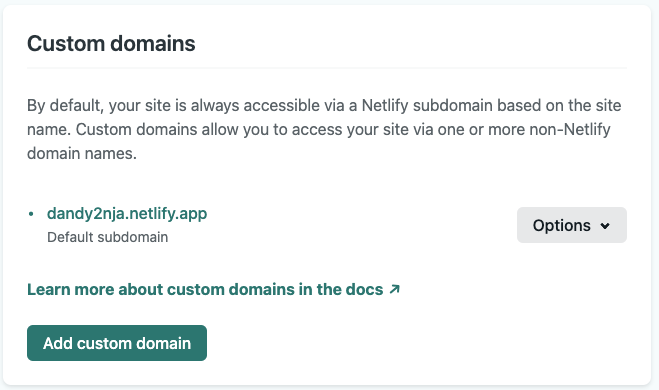 Custom domains
By default, your site is always accessible via a Netlify subdomain based on the site
name. Custom domains allow you to access your site via one or more non-Netlify
domain names.
• dandy2nja.netlify.app
Default subdomain
Options
Learn more about custom domains in the docs ↗
Add custom domain